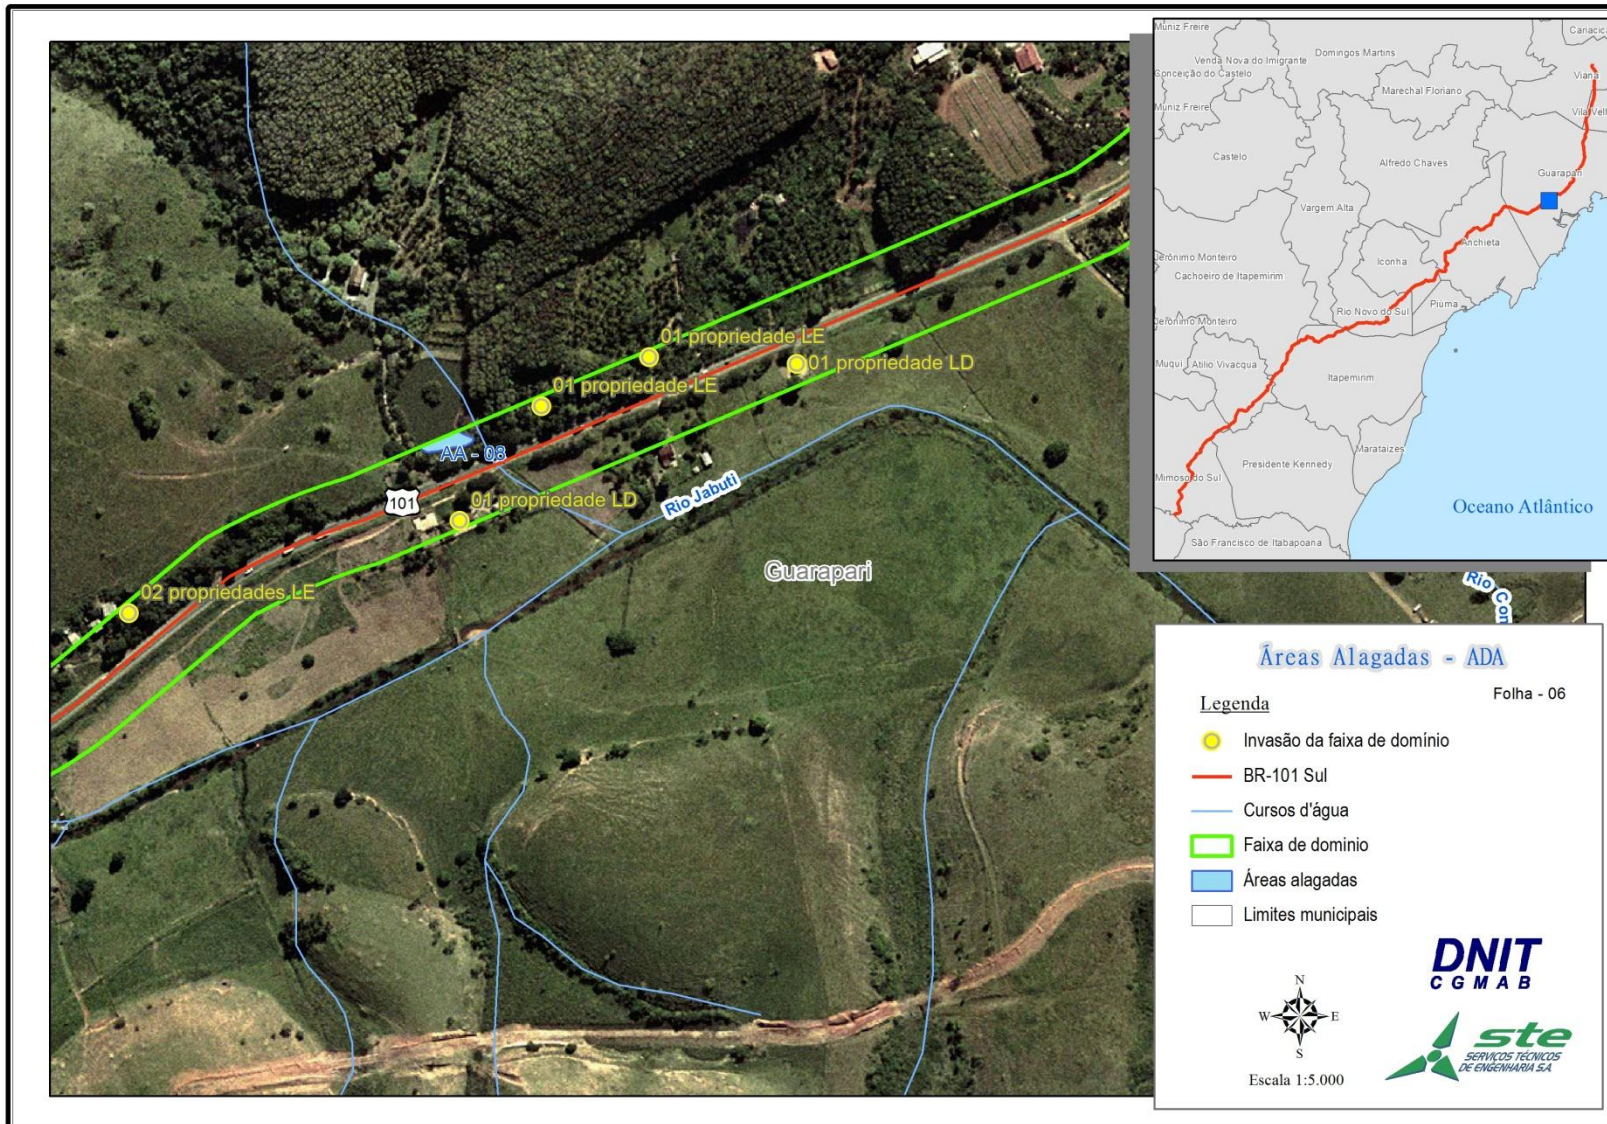 01 propriedade LE
01 propriedade LD
01 propriedade LE
AA - 08
01 propriedade LD
101
Rio Jabuti
Guarapari
02 propriedades LE
Muniz Freire
Cariacica
Domingos Martins
Venda Nova do Imigrante
Conceição do Castelo
Viana
Marechal Floriano
Muniz Freire
Vila Velh
Castelo
Alfredo Chaves
Guarapari
Vargem Alta
Anchieta
Jerônimo Monteiro
Iconha
Cachoeiro de Itapemirim
Piúma
Rio Novo do Sul
Jerônimo Monteiro
Muqui
Atílio Vivacqua
Itapemirim
Marataízes
Presidente Kennedy
Mimoso do Sul
Oceano Atlântico
São Francisco de Itabapoana
Rio Con
Áreas Alagadas - ADA
Folha - 06
Legenda
Invasão da faixa de domínio
BR-101 Sul
Cursos d'água
Faixa de dominio
Áreas alagadas
Limites municipais
DNIT
CGMAB
N
W E
S
Escala 1:5.000
ste
SERVIÇOS TÉCNICOS
DE ENGENHARIA S.A.